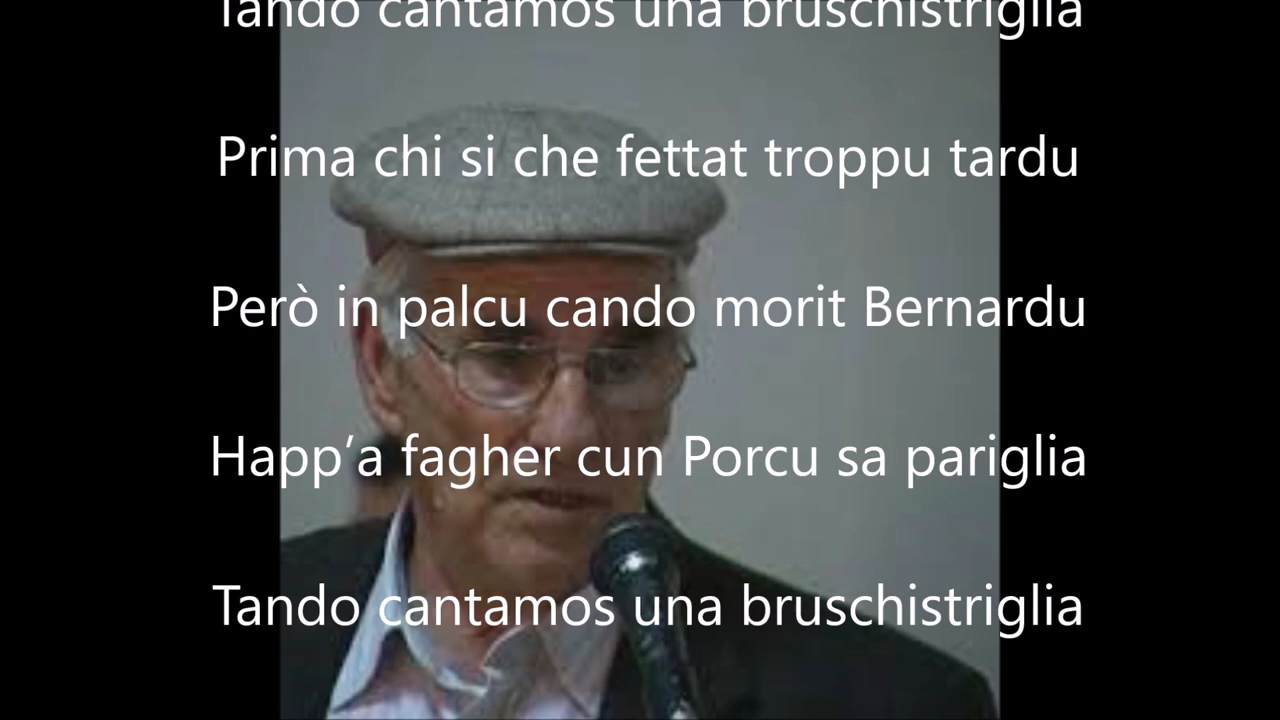 Tando cantamos una bruschistriglia
Prima chi si che fettat troppu tardu
Però in palcu cando morit Bernardu
Happ’a fagher cun Porcu sa pariglia
Tando cantamos una bruschistriglia